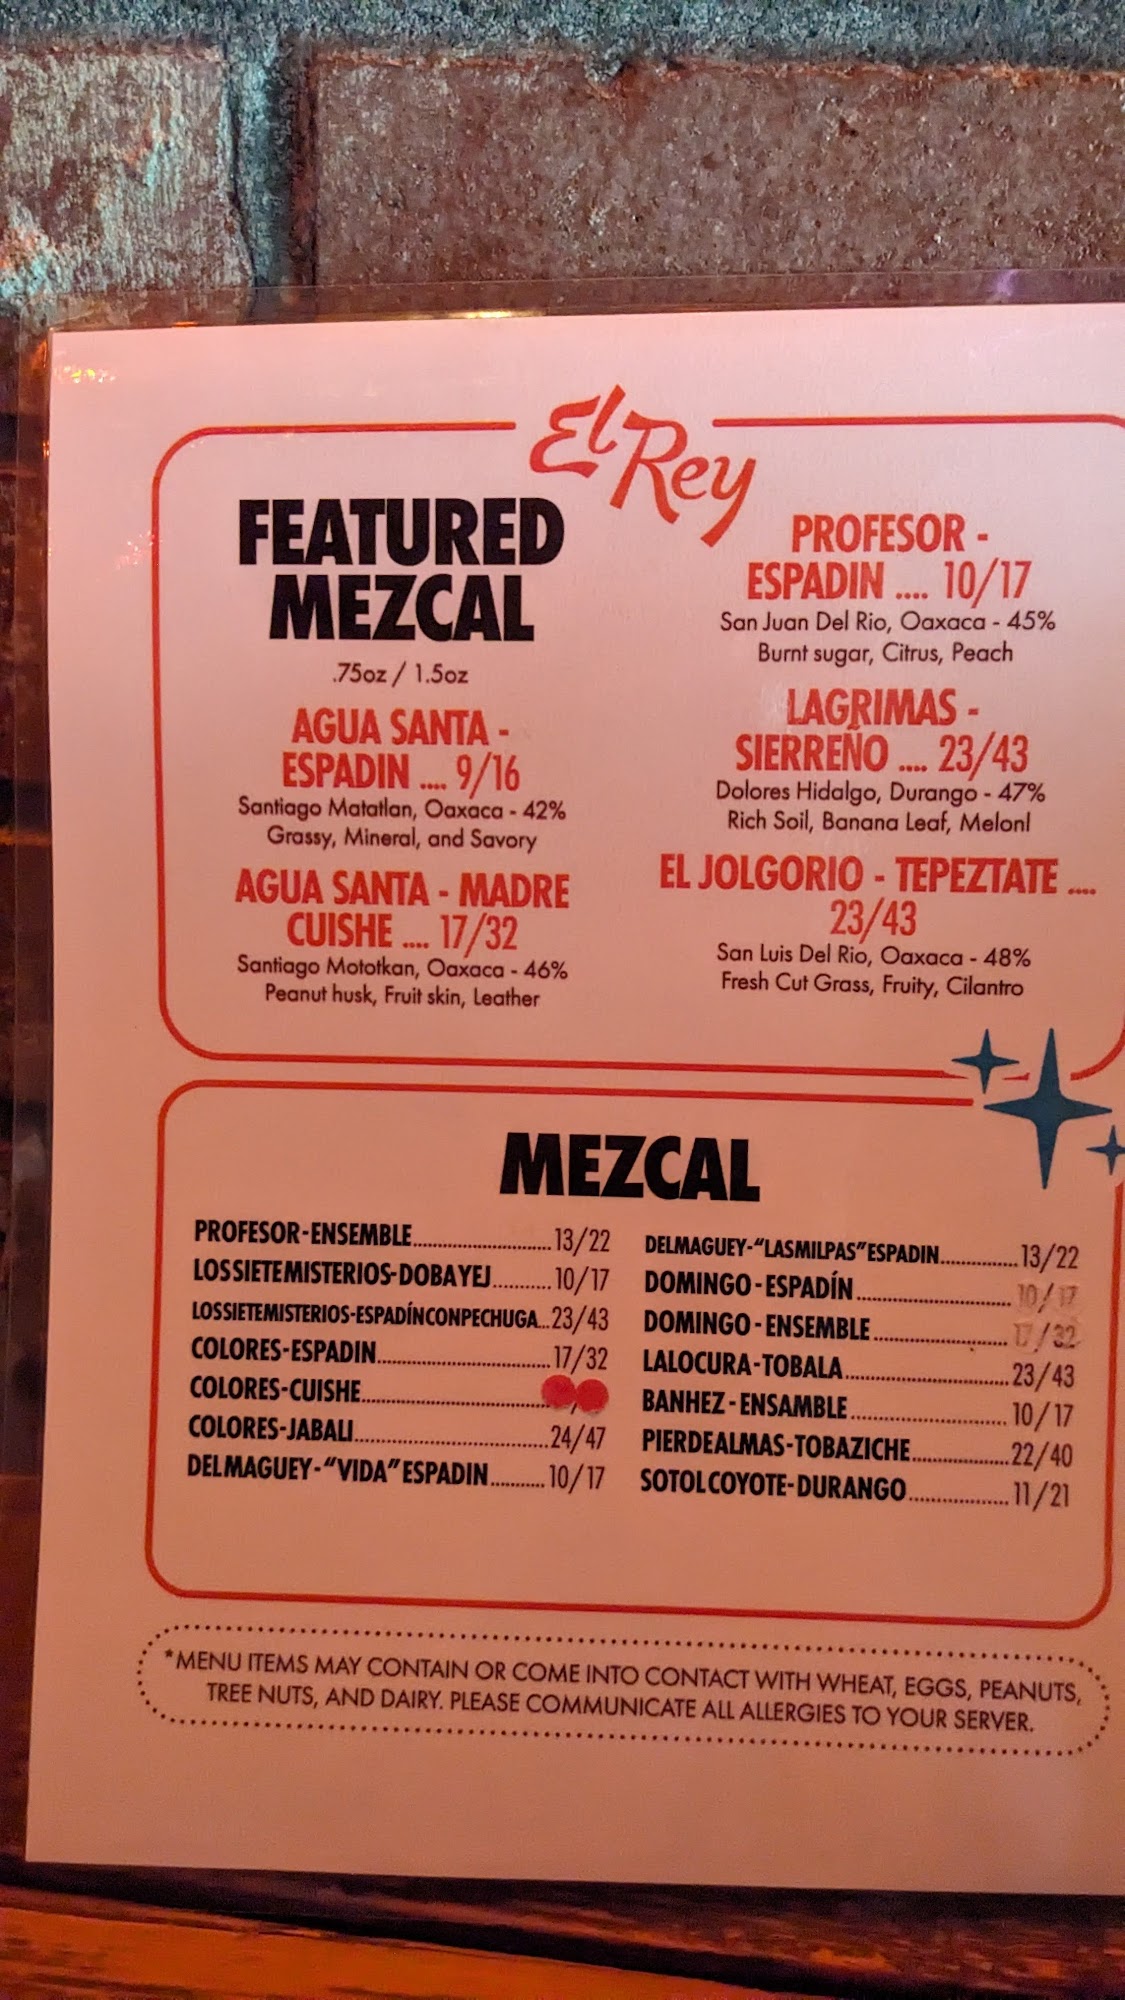 El Rey
FEATURED
MEZCAL
.75oz / 1.5oz
AGUA SANTA -
ESPADIN .... 9/16
Santiago Matatlan, Oaxaca - 42%
Grassy, Mineral, and Savory
AGUA SANTA - MADRE
CUISHE .... 17/32
Santiago Mototkan, Oaxaca - 46%
Peanut husk, Fruit skin, Leather
PROFESOR -
ESPADIN .... 10/17
San Juan Del Rio, Oaxaca - 45%
Burnt sugar, Citrus, Peach
LAGRIMAS -
SIERREÑO .... 23/43
Dolores Hidalgo, Durango - 47%
Rich Soil, Banana Leaf, Melonl
EL JOLGORIO - TEPEZTATE ....
23/43
San Luis Del Rio, Oaxaca - 48%
Fresh Cut Grass, Fruity, Cilantro
MEZCAL
PROFESOR-ENSEMBLE............................13/22
LOSSIETEMISTERIOS-DOBAYEJ............10/17
LOSSIETEMISTERIOS-ESPADÍNCONPECHUGA...23/43
COLORES-ESPADIN...................................17/32
COLORES-CUISHE......................................./
COLORES-JABALI.......................................24/47
DELMAGUEY-“VIDA”ESPADIN...........10/17
DELMAGUEY-“LASMILPAS”ESPADIN................13/22
DOMINGO-ESPADÍN...............................10/17
DOMINGO-ENSEMBLE...........................17/32
LALOCURA-TOBALA.................................23/43
BANHEZ-ENSAMBLE...............................10/17
PIERDEALMAS-TOBAZICHE...................22/40
SOTOLCOYOTE-DURANGO...................11/21
*MENU ITEMS MAY CONTAIN OR COME INTO CONTACT WITH WHEAT, EGGS, PEANUTS,
TREE NUTS, AND DAIRY. PLEASE COMMUNICATE ALL ALLERGIES TO YOUR SERVER.